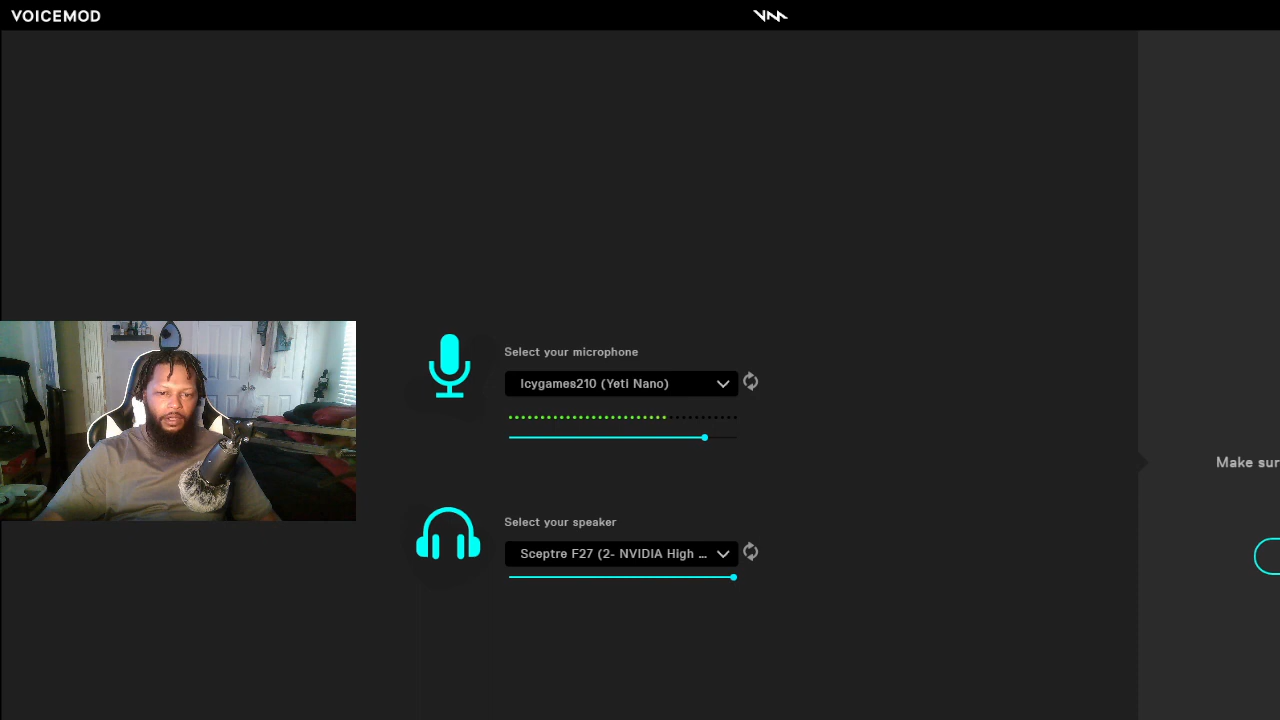 VOICEMOD
Select your microphone
Icygames210 (Yeti Nano)
Select your speaker
Sceptre F27 (2- NVIDIA High ...
Make sur